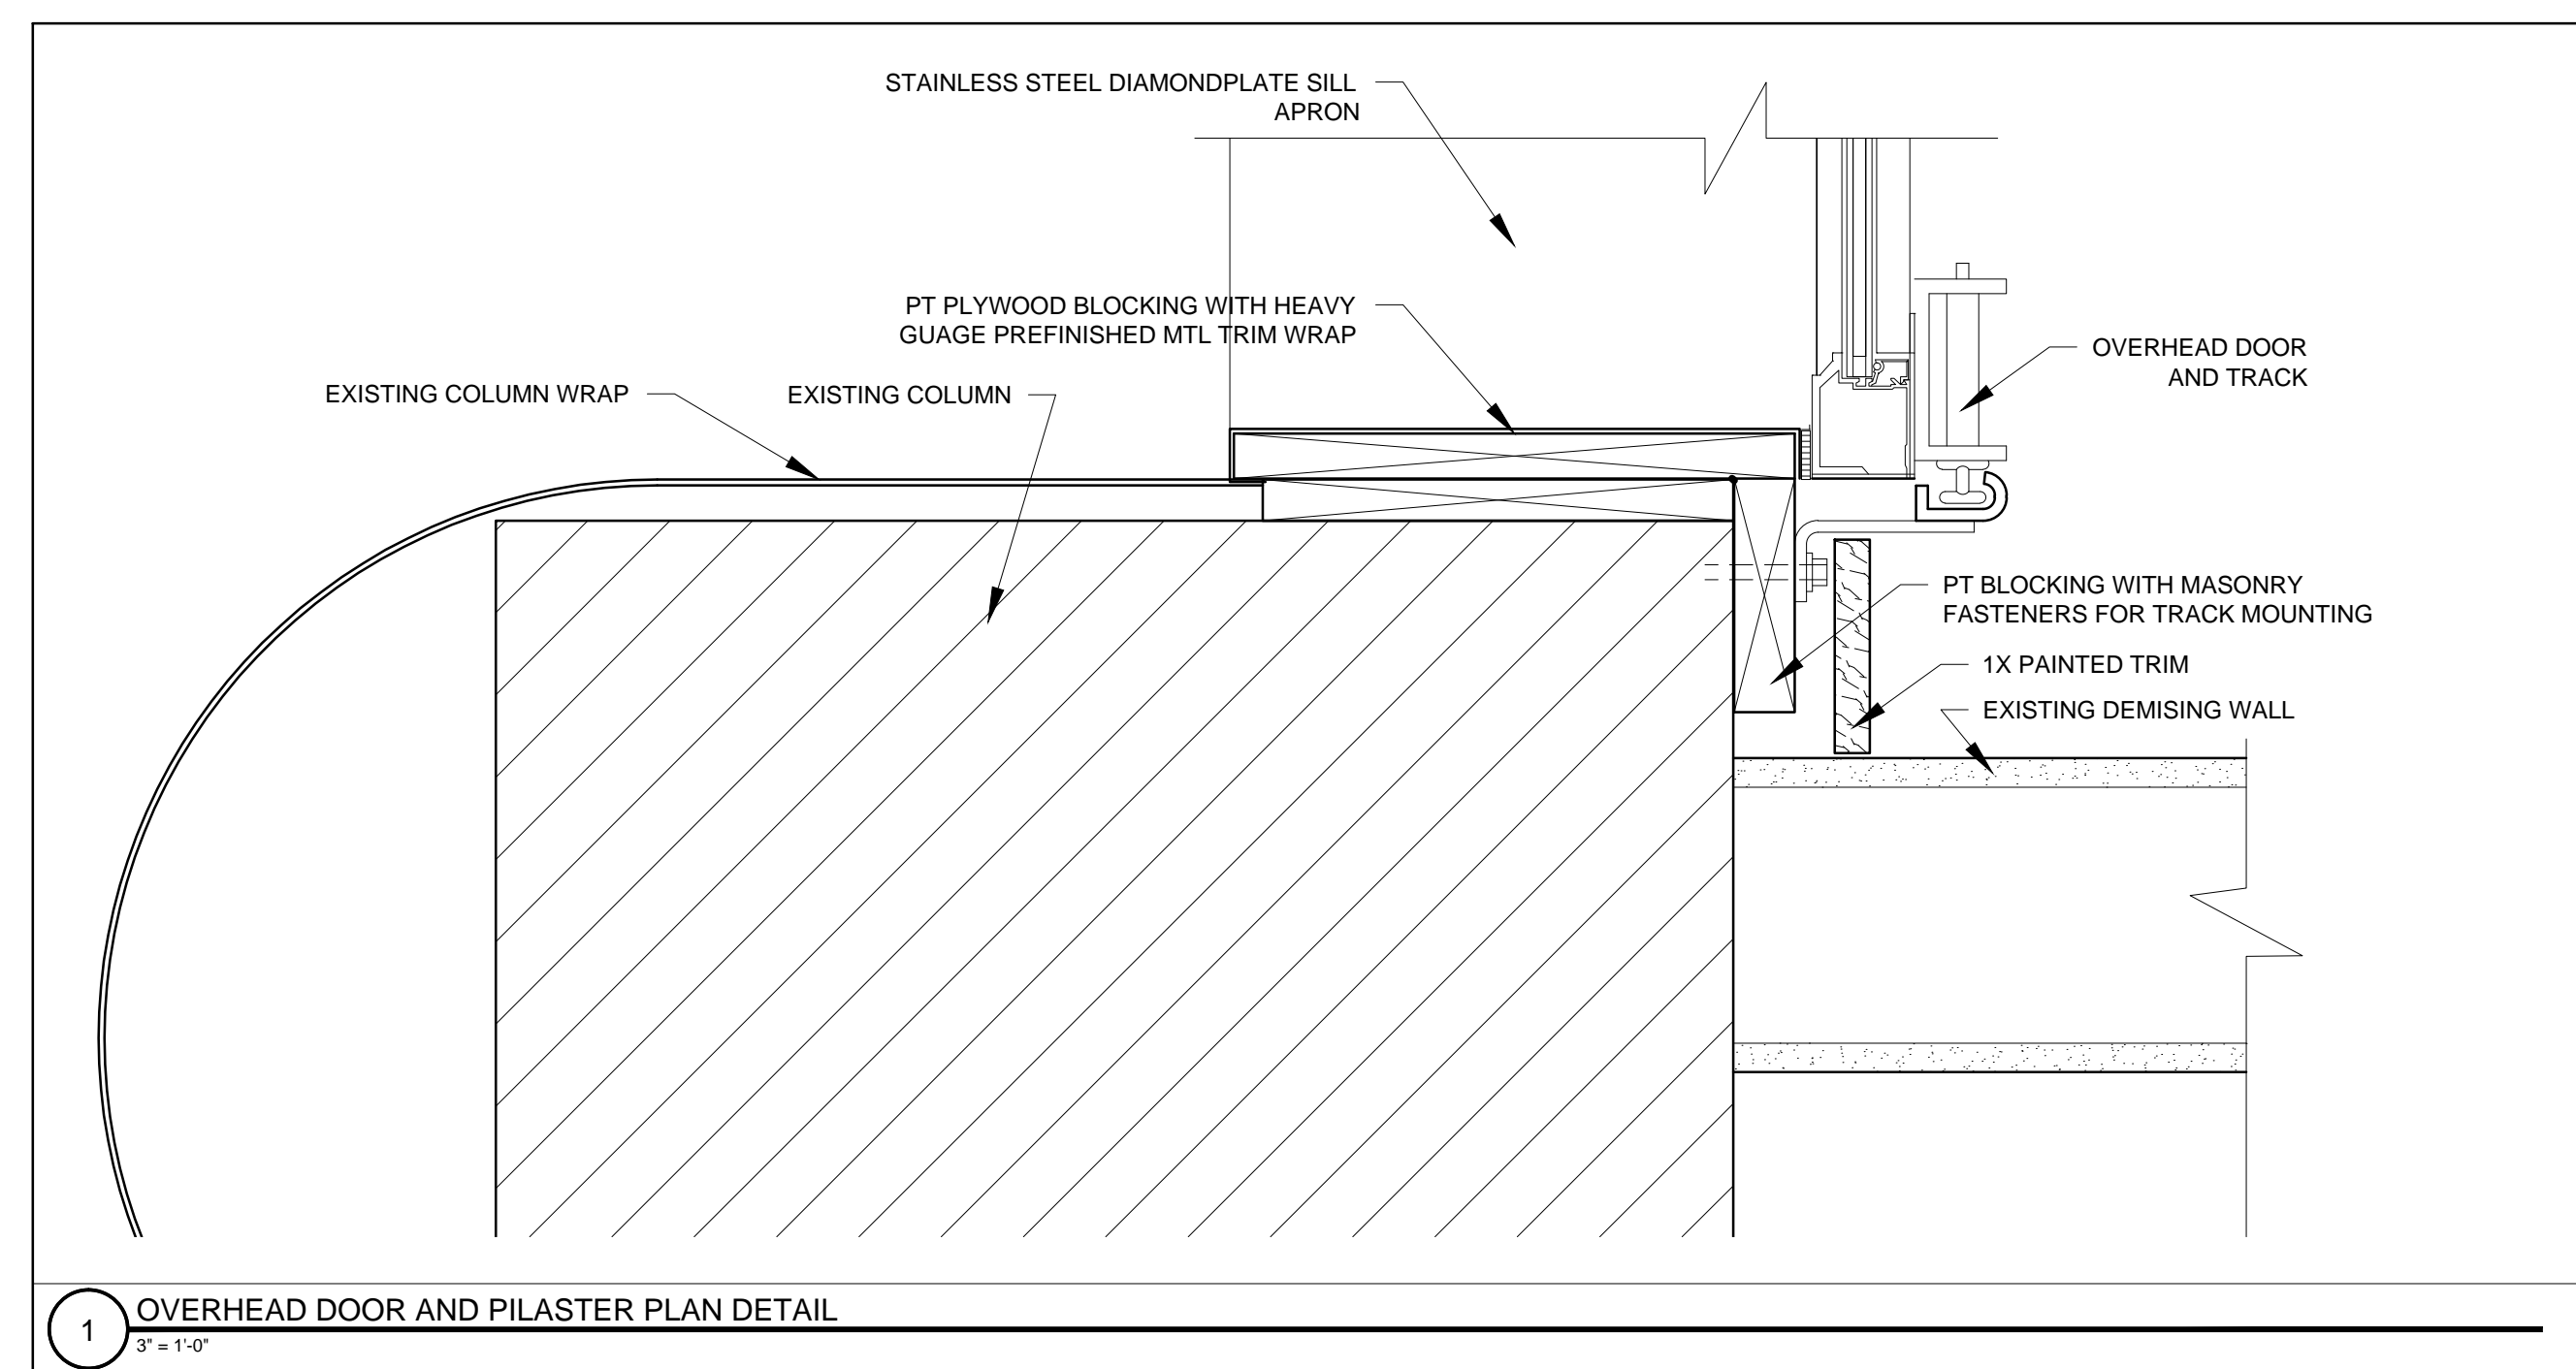 STAINLESS STEEL DIAMONDPLATE SILL
APRON
PT PLYWOOD BLOCKING WITH HEAVY
GUAGE PREFINISHED MTL TRIM WRAP
OVERHEAD DOOR
AND TRACK
EXISTING COLUMN WRAP
EXISTING COLUMN
PT BLOCKING WITH MASONRY
FASTENERS FOR TRACK MOUNTING
1X PAINTED TRIM
EXISTING DEMISING WALL
1
OVERHEAD DOOR AND PILASTER PLAN DETAIL
3" = 1'-0"